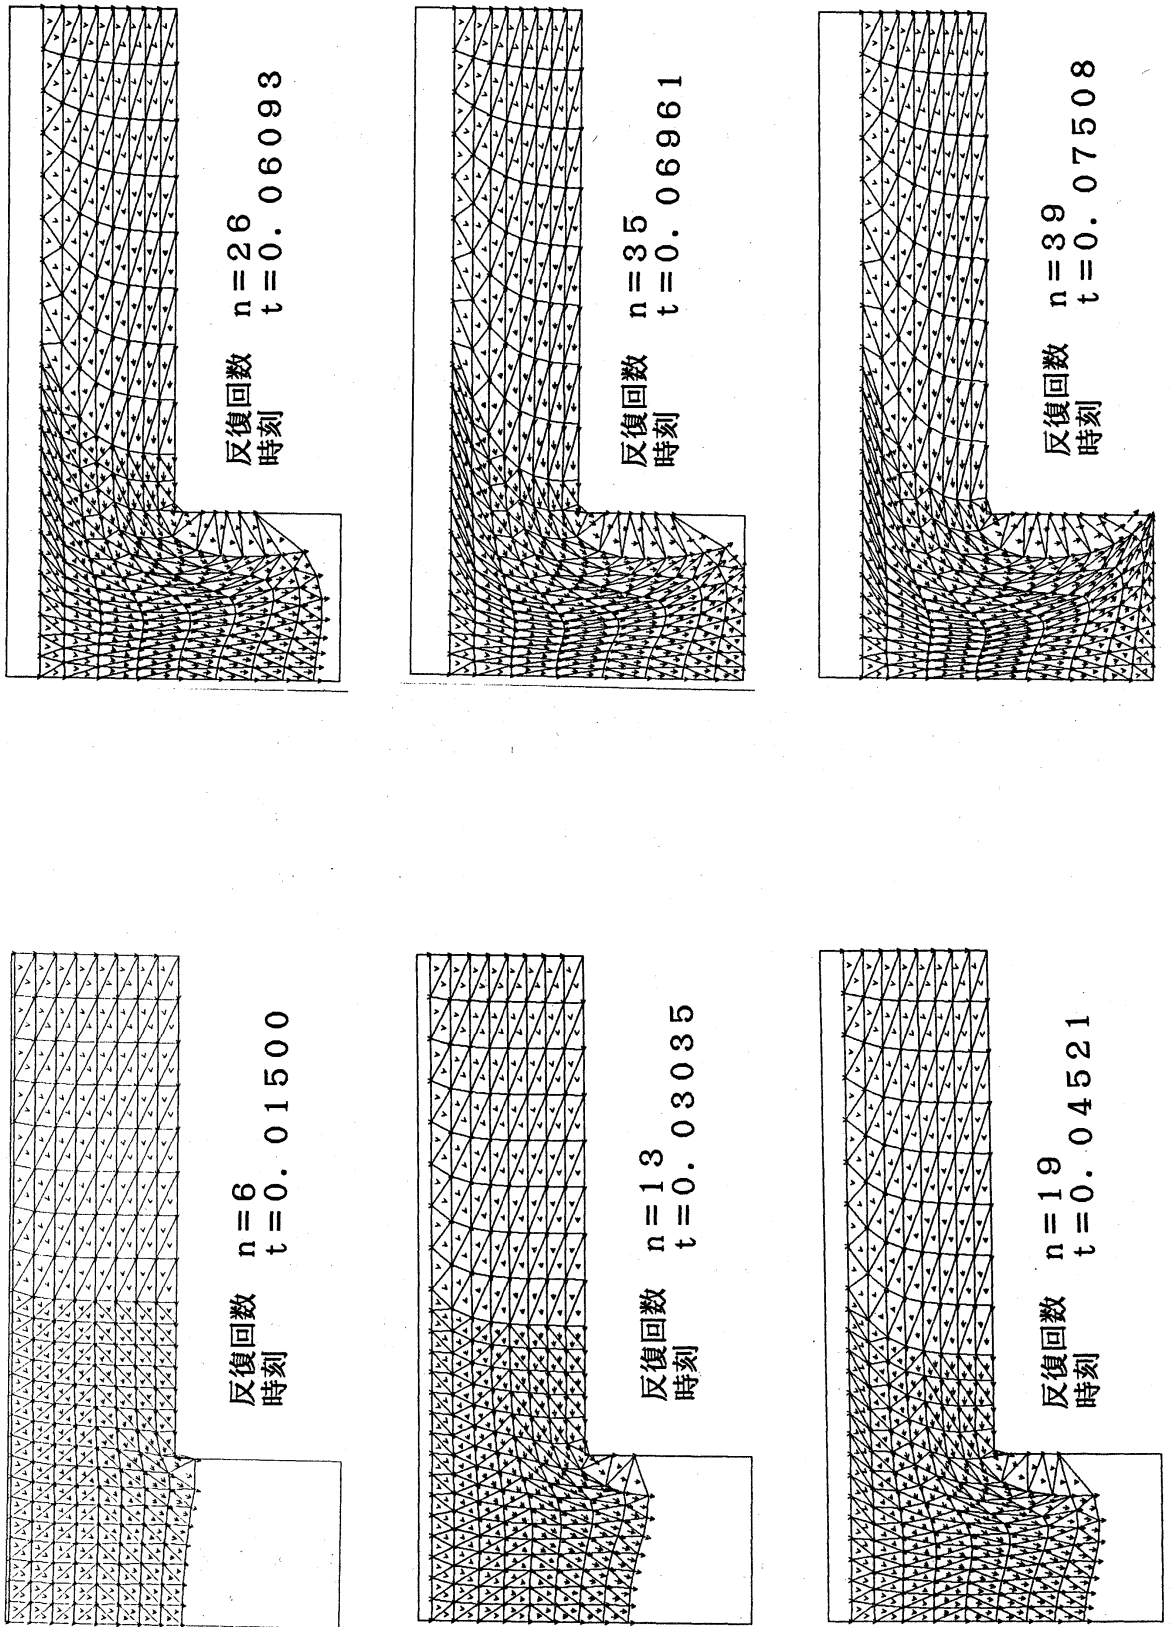 反復回数 n=6
時刻 t=0.01500
反復回数 n=13
時刻 t=0.03035
反復回数 n=19
時刻 t=0.04521
反復回数 n=26
時刻 t=0.06093
反復回数 n=35
時刻 t=0.06961
反復回数 n=39
時刻 t=0.07508